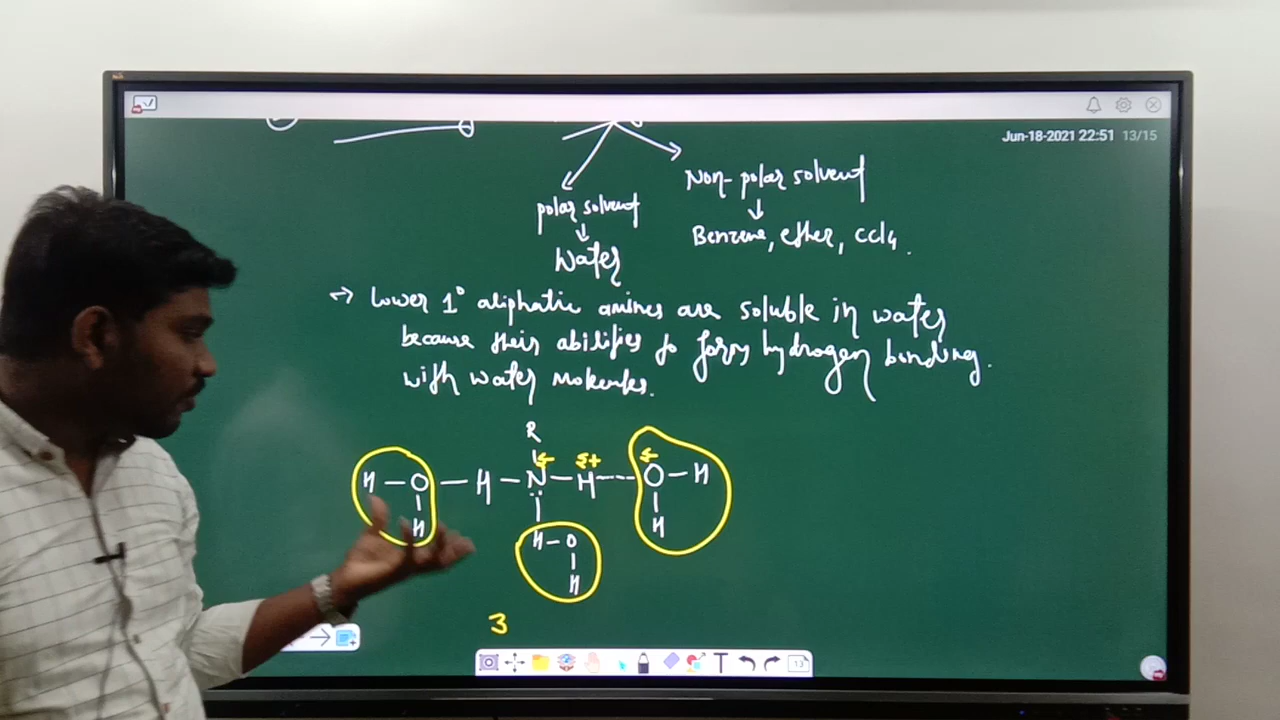 Jun-18-2021 22:51 13/15
Non-polar solvent
polar solvent
Benzene, ether, CCl4.
Water
→ Lower 1° aliphatic amines are soluble in water
because their abilities to form hydrogen bonding.
with water molecules.
R
H – O – H – N – H --- O – H
δ+
H H
H – O
H
3
T
13